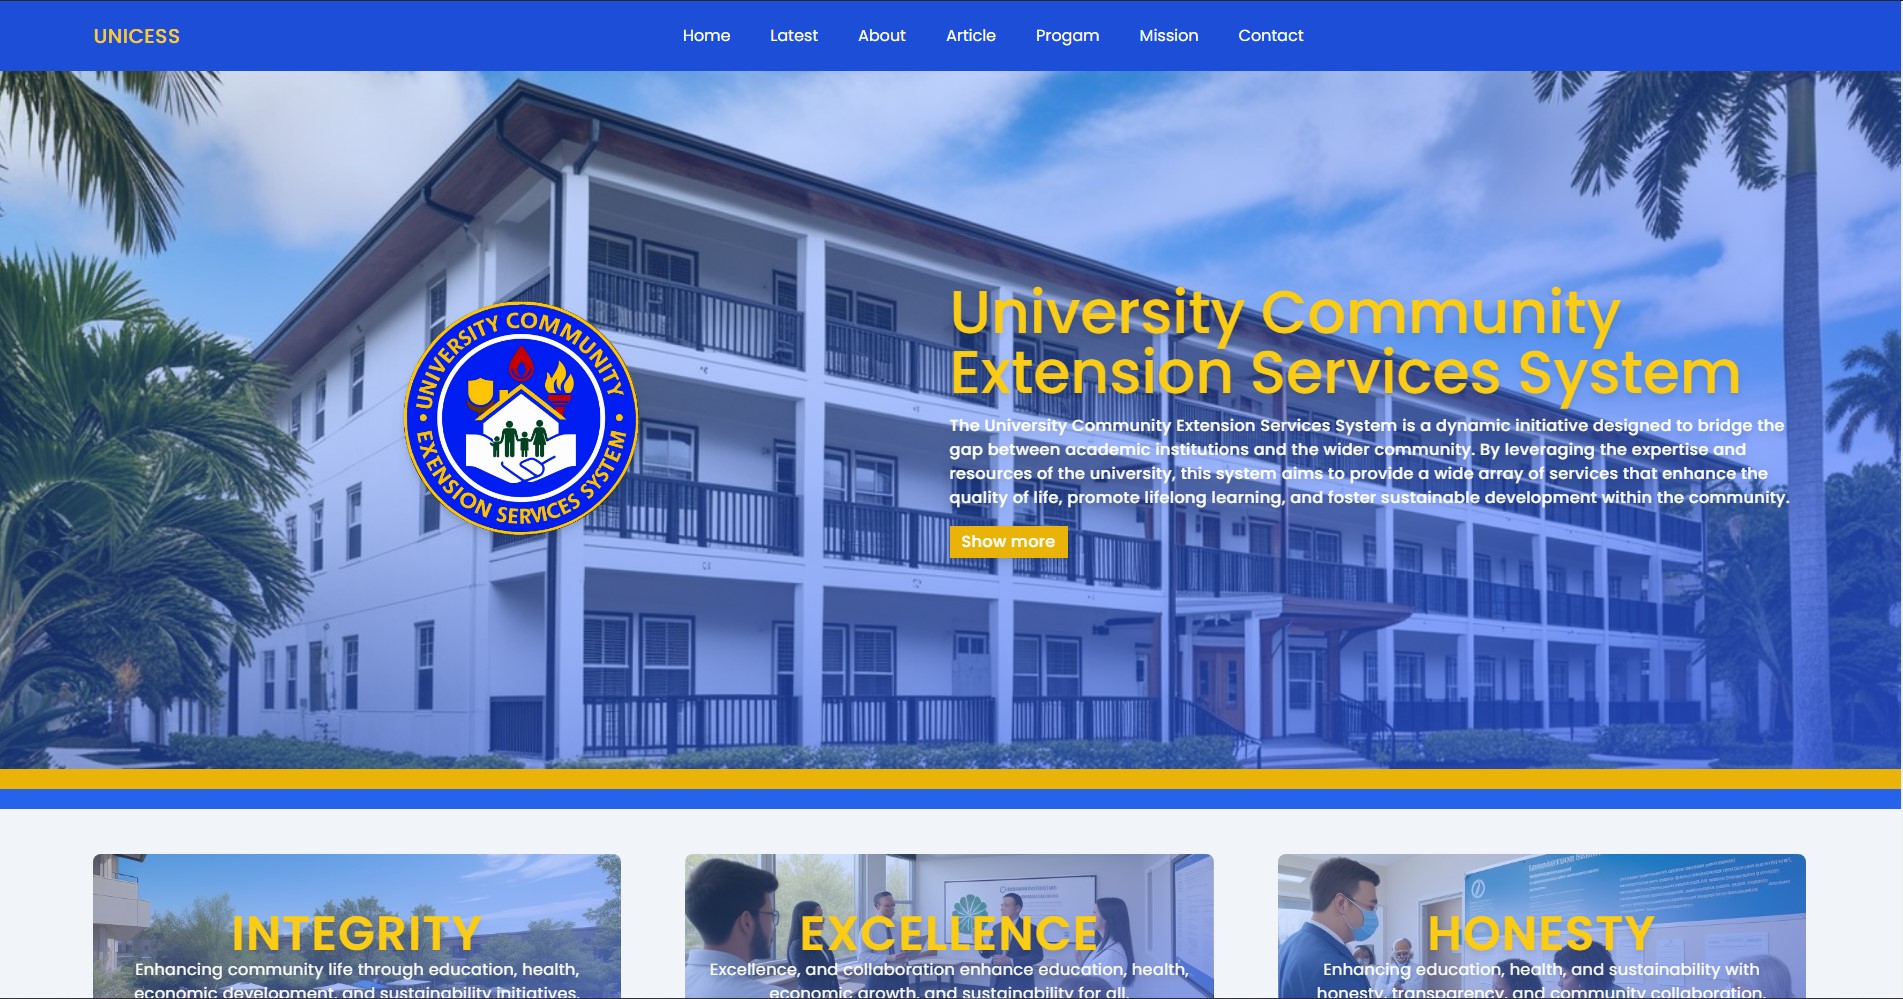 UNICESS
Home Latest About Article Progam Mission Contact
• UNIVERSITY COMMUNITY •
EXENSION SERVICES SYSTEM
University Community
Extension Services System
The University Community Extension Services System is a dynamic initiative designed to bridge the
gap between academic institutions and the wider community. By leveraging the expertise and
resources of the university, this system aims to provide a wide array of services that enhance the
quality of life, promote lifelong learning, and foster sustainable development within the community.
Show more
INTEGRITY
Enhancing community life through education, health,
economic development, and sustainability initiatives.
EXCELLENCE
Excellence, and collaboration enhance education, health,
economic growth, and sustainability for all.
HONESTY
Enhancing education, health, and sustainability with
honesty, transparency, and community collaboration.